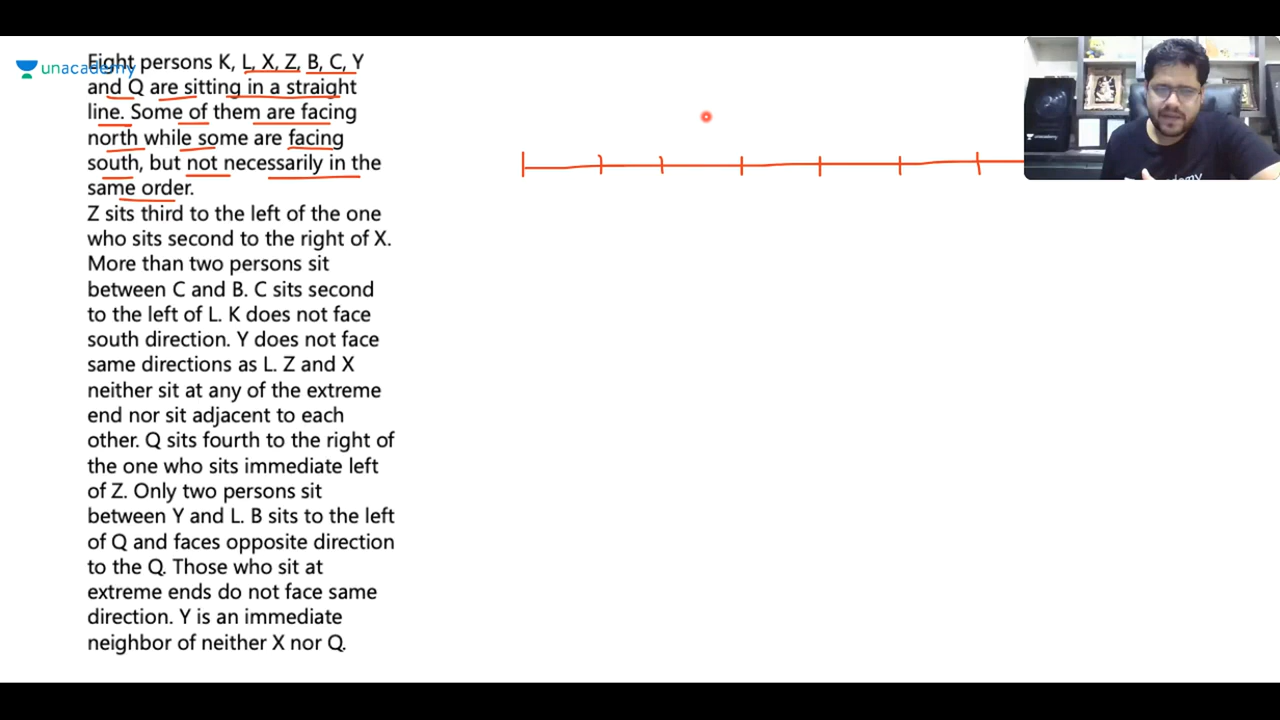 Eight persons K, L, X, Z, B, C, Y
unacademy
and Q are sitting in a straight
line. Some of them are facing
north while some are facing
south, but not necessarily in the
same order.
Z sits third to the left of the one
who sits second to the right of X.
More than two persons sit
between C and B. C sits second
to the left of L. K does not face
south direction. Y does not face
same directions as L. Z and X
neither sit at any of the extreme
end nor sit adjacent to each
other. Q sits fourth to the right of
the one who sits immediate left
of Z. Only two persons sit
between Y and L. B sits to the left
of Q and faces opposite direction
to the Q. Those who sit at
extreme ends do not face same
direction. Y is an immediate
neighbor of neither X nor Q.
unacademy